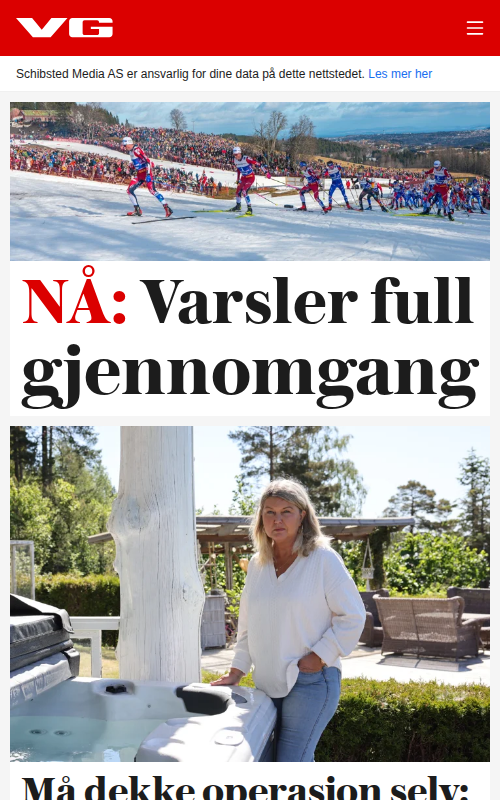 VG
Schibsted Media AS er ansvarlig for dine data på dette nettstedet. Les mer her
NÅ: Varsler full
gjennomgang
Må dekke operasjon selv: